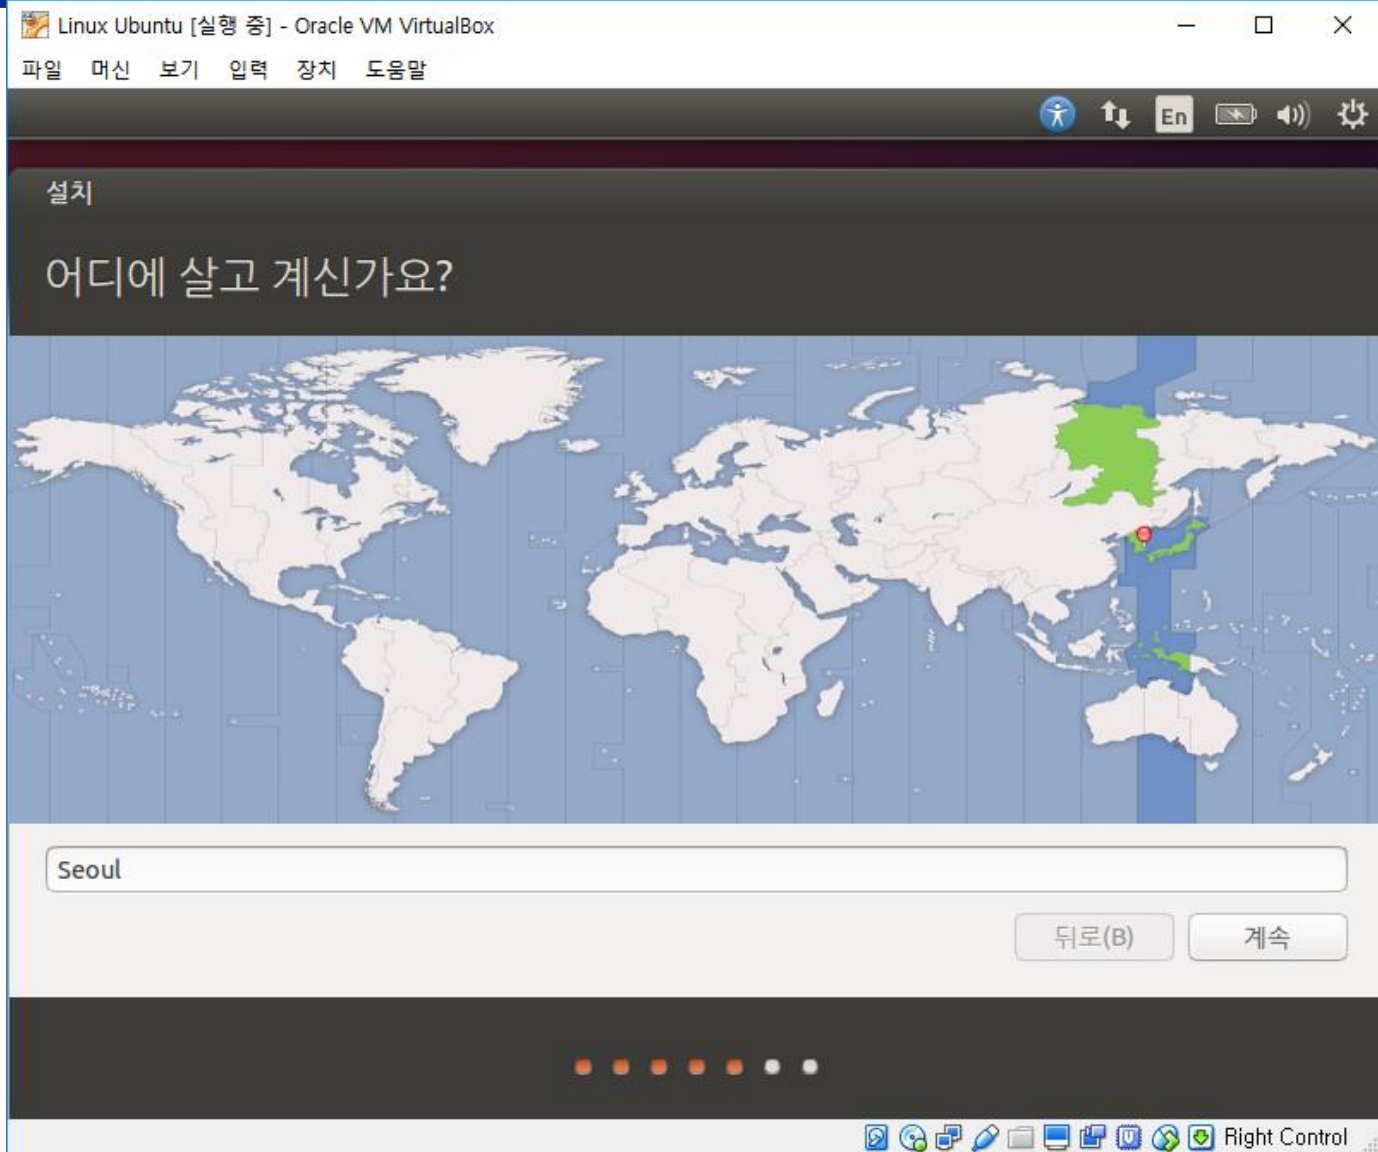 Linux Ubuntu [실행 중] - Oracle VM VirtualBox
파일 머신 보기 입력 장치 도움말
En
설치
어디에 살고 계신가요?
Seoul
뒤로(B) 계속
Right Control